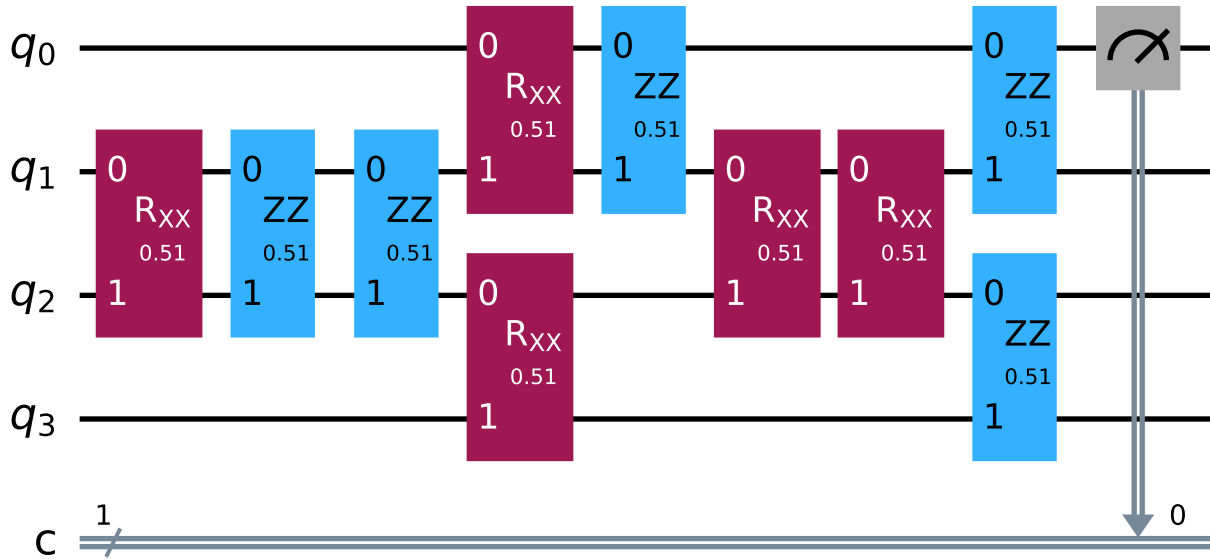 q0 0 0 0
RXX ZZ ZZ
0.51 0.51 0.51
q1 0 0 0 1 1 0 0 1
RXX ZZ ZZ RXX RXX
0.51 0.51 0.51 0.51 0.51
q2 1 1 1 0 1 1 0
RXX ZZ
0.51 0.51
q3 1 1
1 0
c